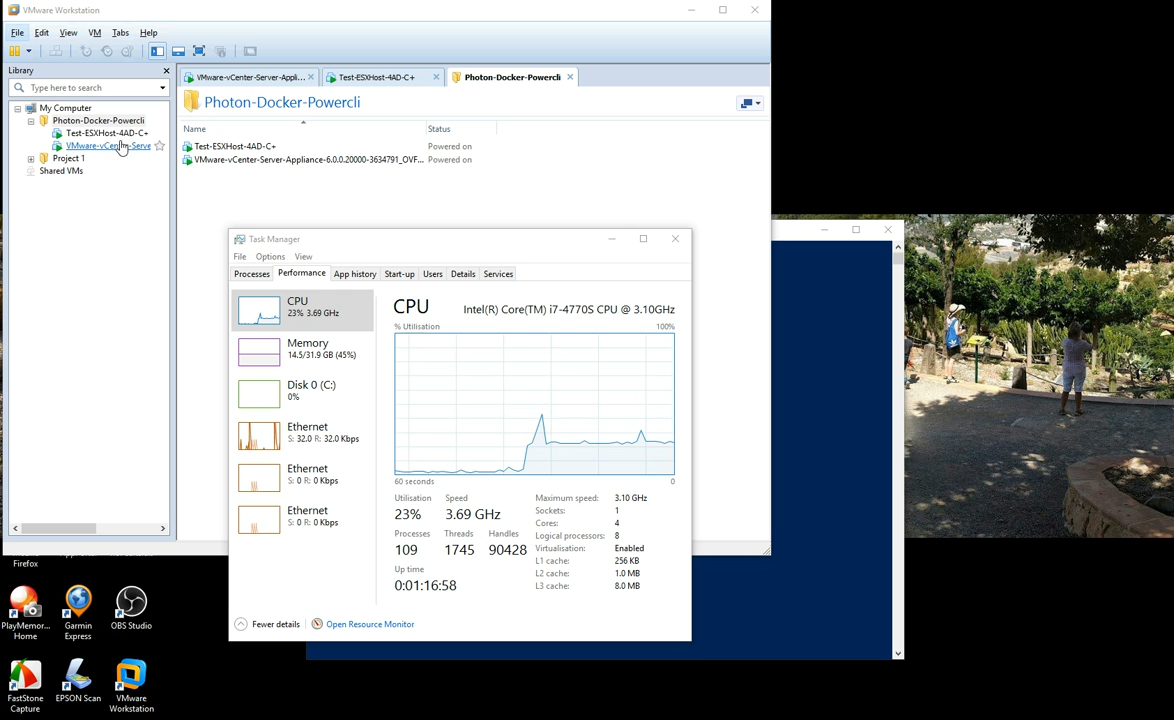 VMware Workstation
File Edit View VM Tabs Help
Library
Type here to search
My Computer
Photon-Docker-Powercli
Test-ESXHost-4AD-C+
VMware-vCenter-Serve
Project 1
Shared VMs
VMware-vCenter-Server-Appli...
Test-ESXHost-4AD-C+
Photon-Docker-Powercli
Photon-Docker-Powercli
Name Status
Test-ESXHost-4AD-C+ Powered on
VMware-vCenter-Server-Appliance-6.0.0.20000-3634791_OVF... Powered on
Task Manager
File Options View
Processes Performance App history Start-up Users Details Services
CPU
23% 3.69 GHz
Memory
14.5/31.9 GB (45%)
Disk 0 (C:)
0%
Ethernet
S: 32.0 R: 32.0 Kbps
Ethernet
S: 0 R: 0 Kbps
Ethernet
S: 0 R: 0 Kbps
CPU Intel(R) Core(TM) i7-4770S CPU @ 3.10GHz
% Utilisation 100%
60 seconds 0
Utilisation Speed
23% 3.69 GHz
Processes Threads Handles
109 1745 90428
Up time
0:01:16:58
Maximum speed: 3.10 GHz
Sockets: 1
Cores: 4
Logical processors: 8
Virtualisation: Enabled
L1 cache: 256 KB
L2 cache: 1.0 MB
L3 cache: 8.0 MB
Fewer details Open Resource Monitor
Firefox
PlayMemor... Home
Garmin Express
OBS Studio
FastStone Capture
EPSON Scan
VMware Workstation